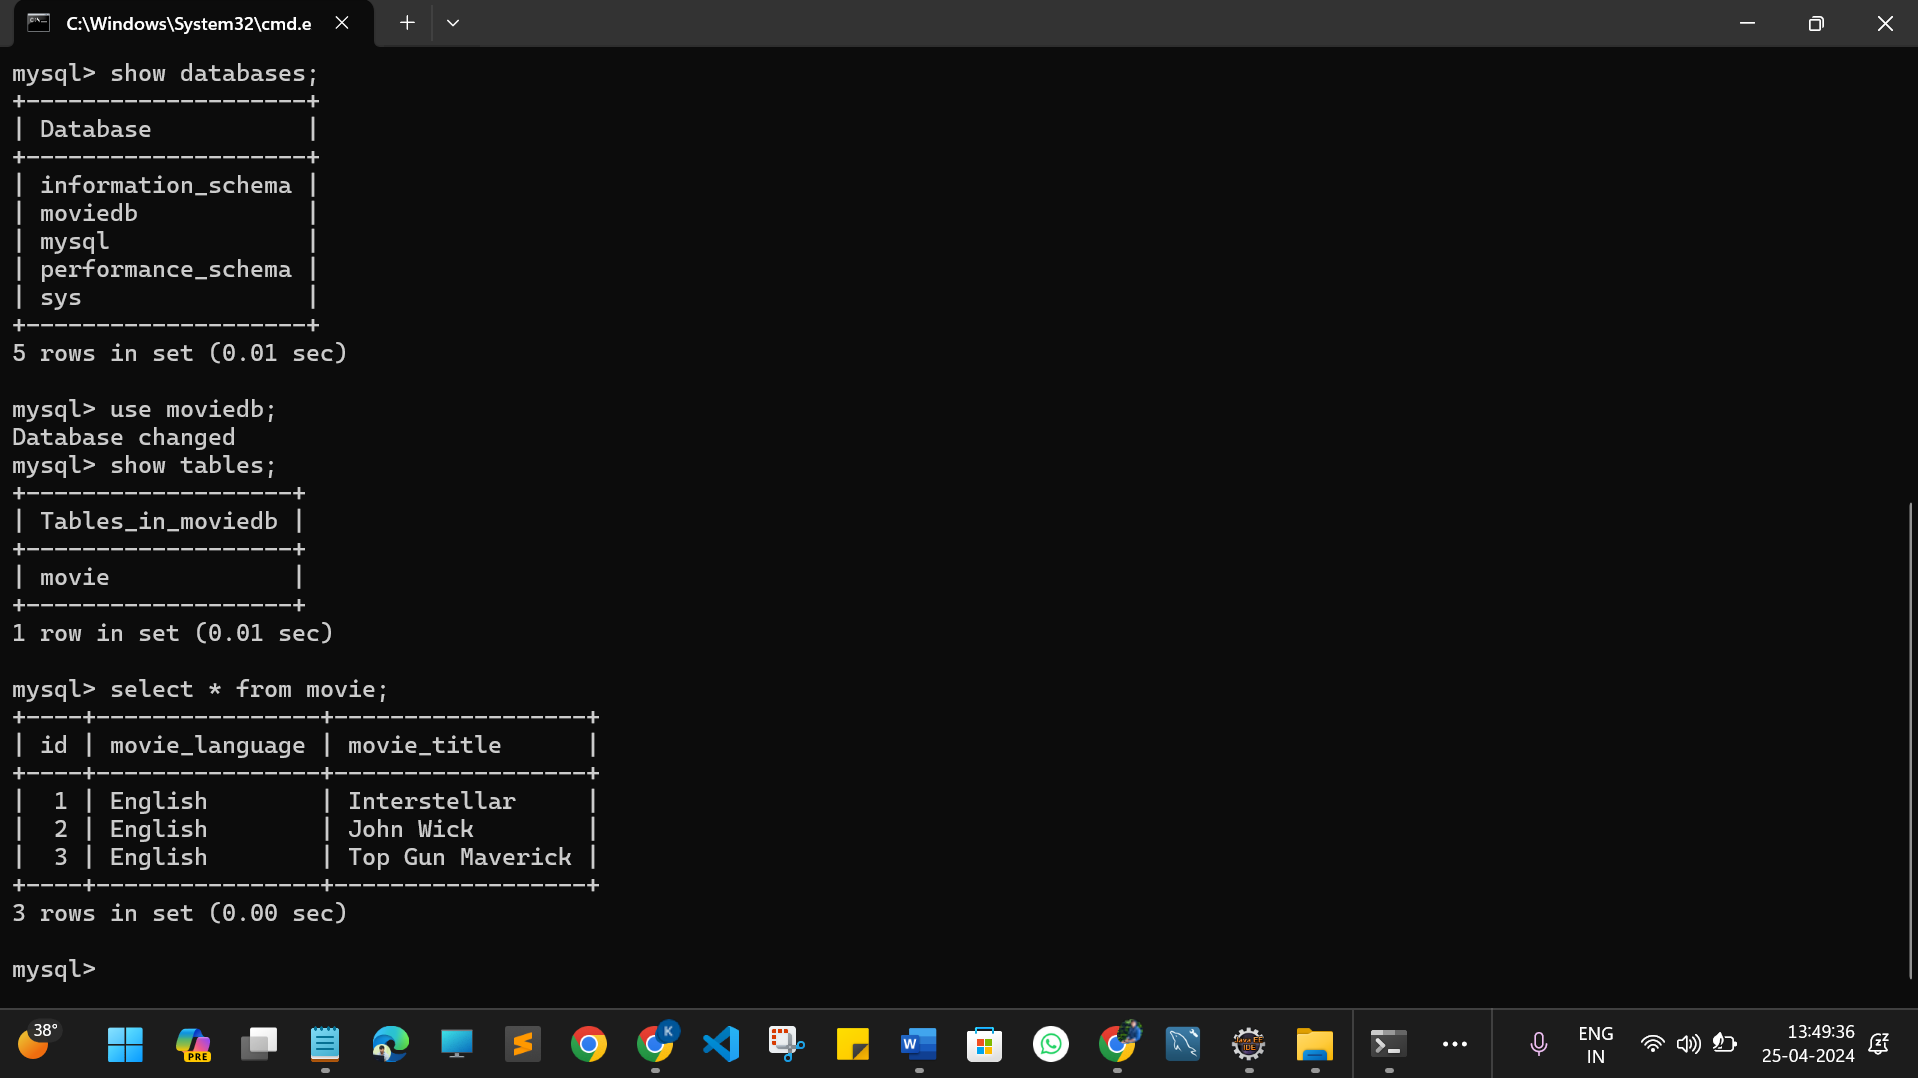 C:\Windows\System32\cmd.e
mysql> show databases;
+--------------------+
| Database           |
+--------------------+
| information_schema |
| moviedb            |
| mysql              |
| performance_schema |
| sys                |
+--------------------+
5 rows in set (0.01 sec)
mysql> use moviedb;
Database changed
mysql> show tables;
+-------------------+
| Tables_in_moviedb |
+-------------------+
| movie             |
+-------------------+
1 row in set (0.01 sec)
mysql> select * from movie;
+----+----------------+------------------+
| id | movie_language | movie_title      |
+----+----------------+------------------+
|  1 | English        | Interstellar     |
|  2 | English        | John Wick        |
|  3 | English        | Top Gun Maverick |
+----+----------------+------------------+
3 rows in set (0.00 sec)
mysql>
38°
PRE
K
W
Java EE
IDE
ENG
IN
13:49:36
25-04-2024